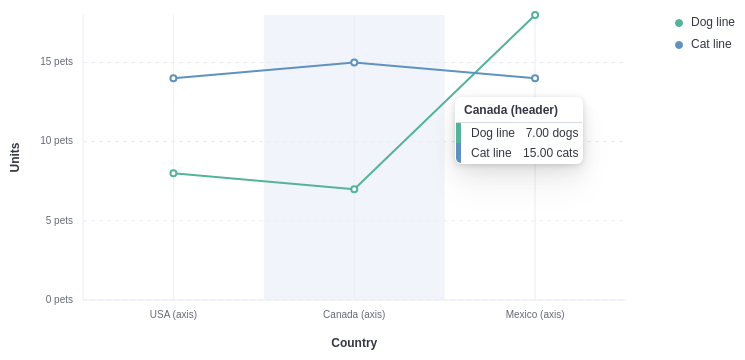 Dog line
Cat line
Units
15 pets
10 pets
5 pets
0 pets
Canada (header)
Dog line 7.00 dogs
Cat line 15.00 cats
USA (axis) Canada (axis) Mexico (axis)
Country